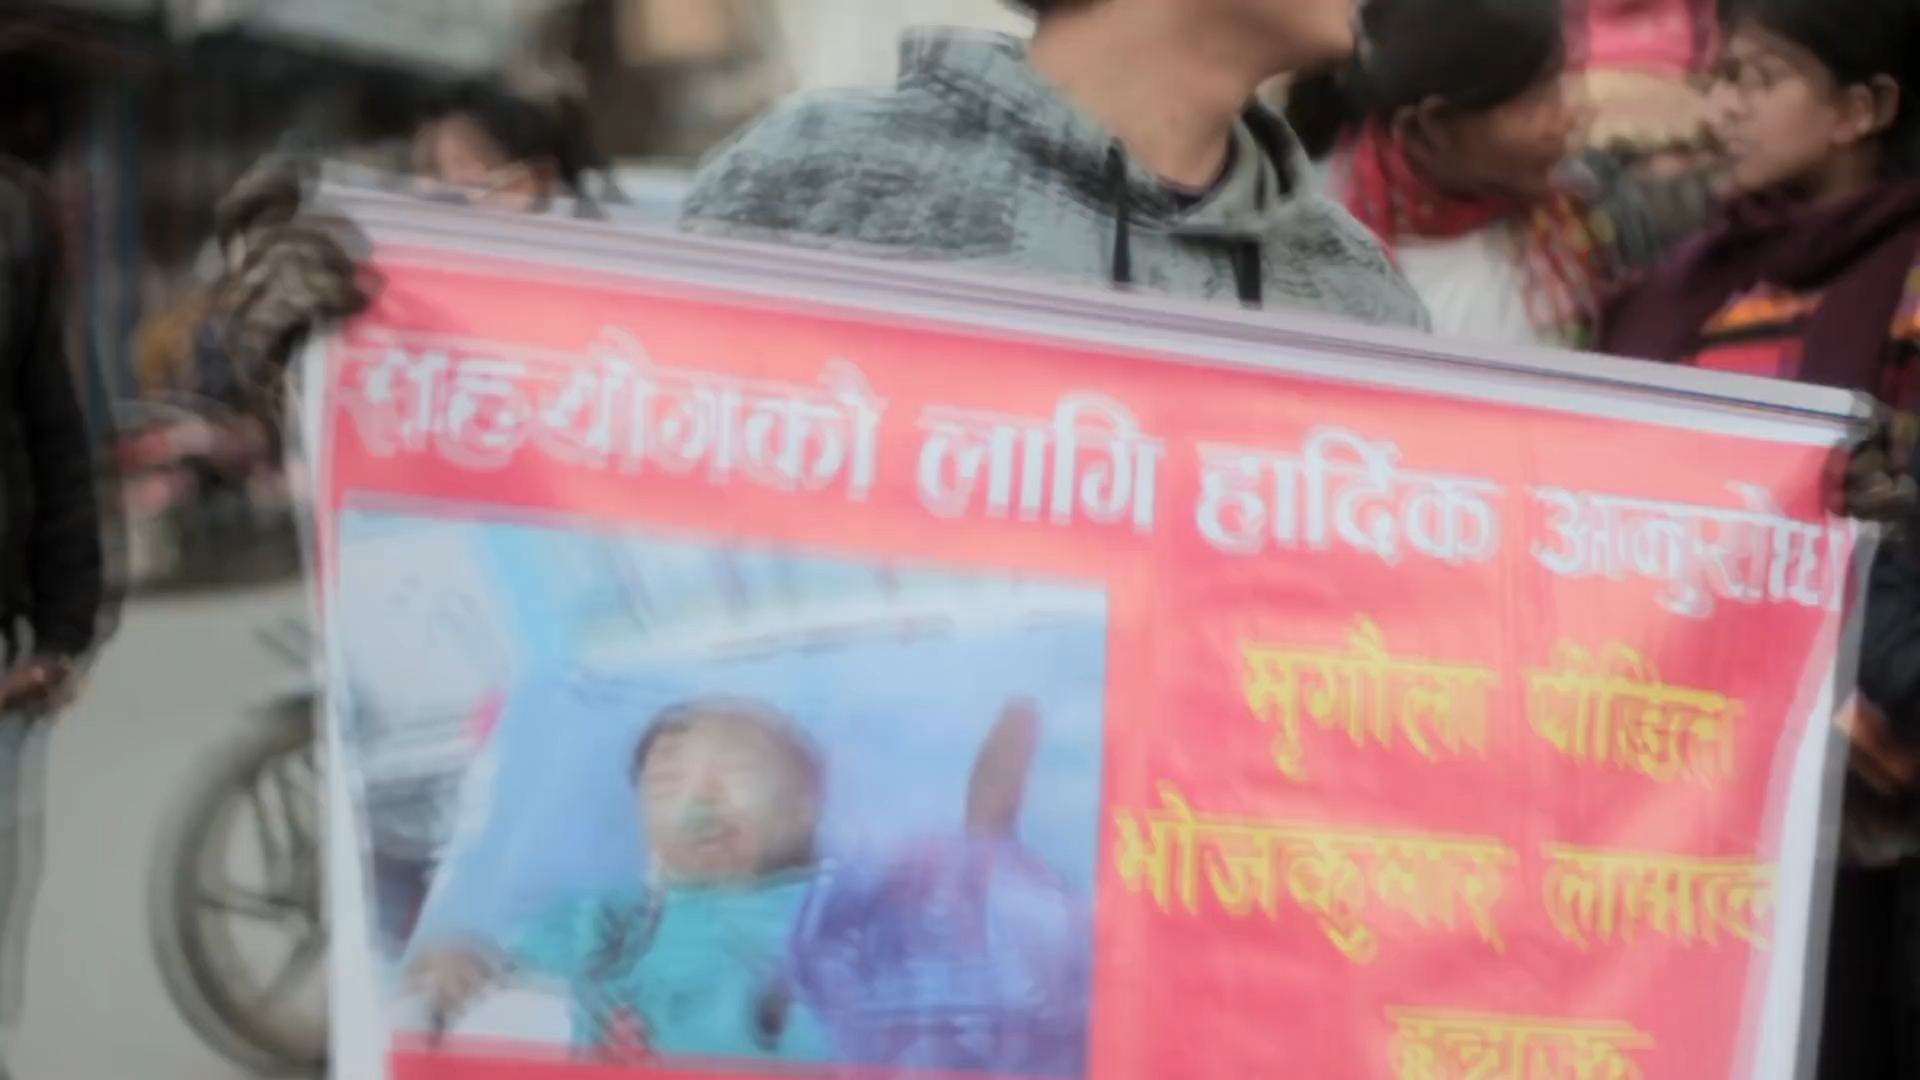 सहयोगको लागि हार्दिक अनुरोध
मृगौला पीडित
भोजकुमार